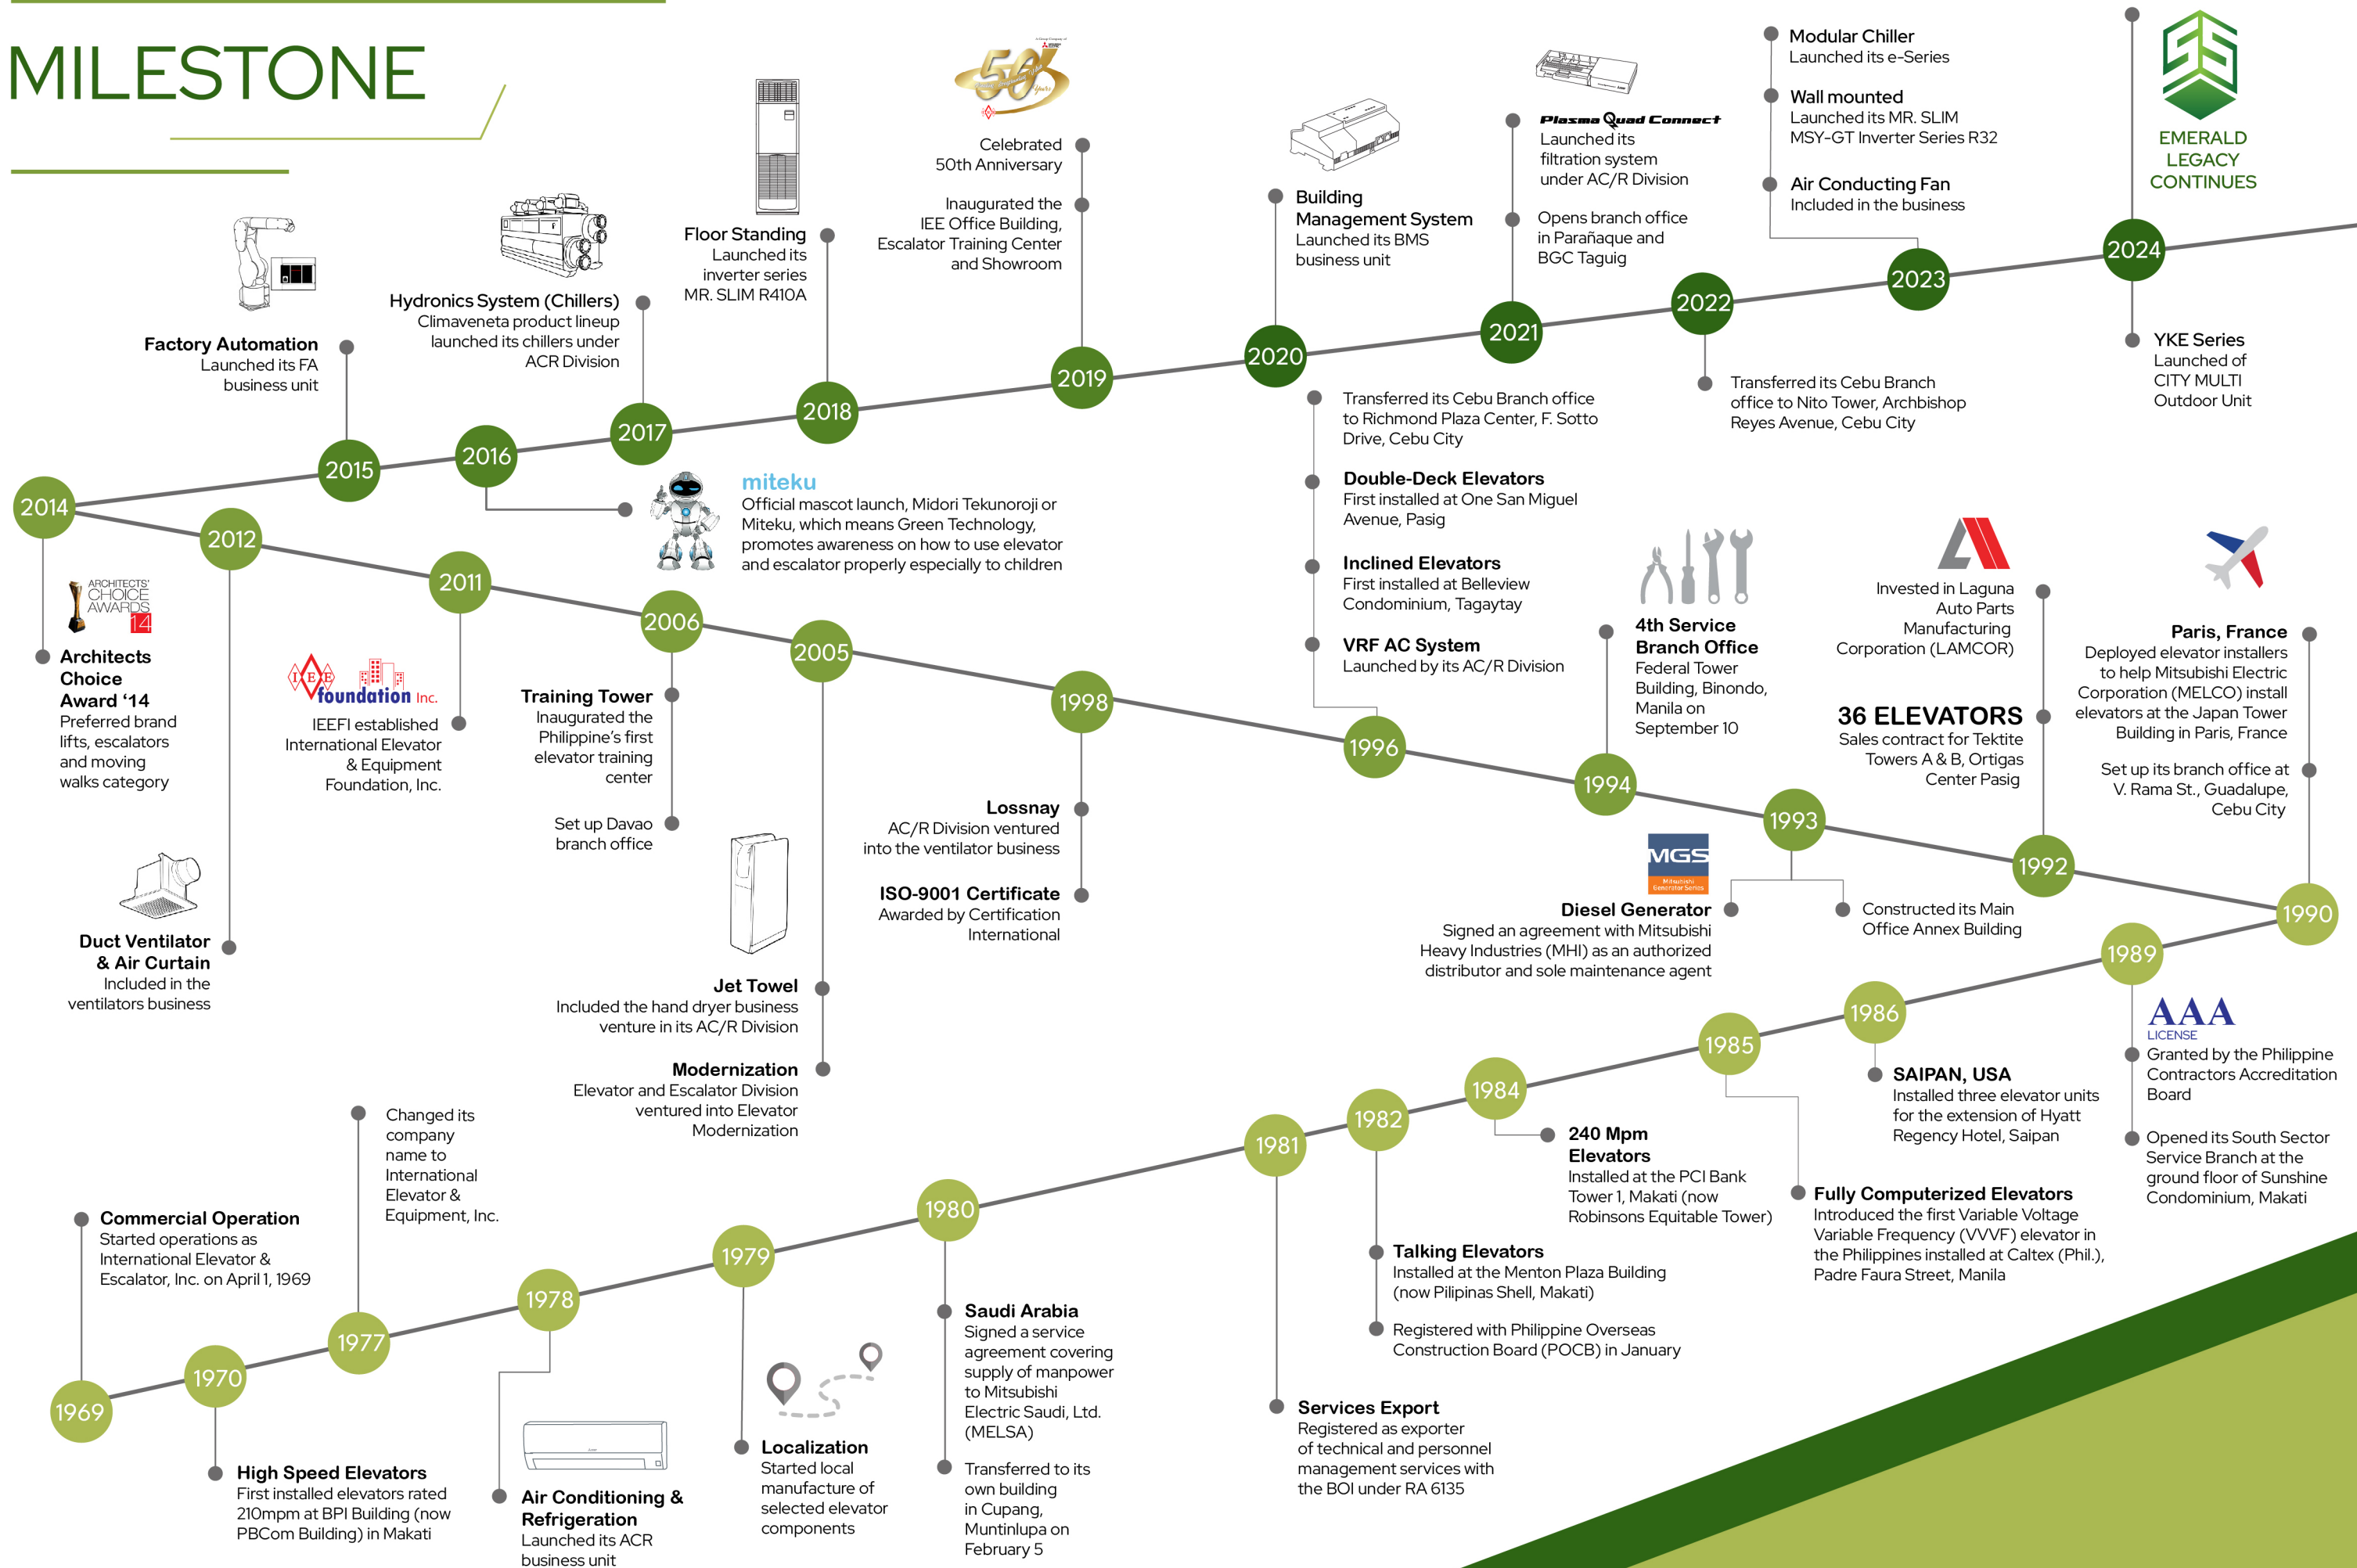 MILESTONE
1969
Commercial Operation
Started operations as
International Elevator &
Escalator, Inc. on April 1, 1969
1970
High Speed Elevators
First installed elevators rated
210mpm at BPI Building (now
PBCom Building) in Makati
1977
Changed its
company
name to
International
Elevator &
Equipment, Inc.
1978
Air Conditioning &
Refrigeration
Launched its ACR
business unit
1979
Localization
Started local
manufacture of
selected elevator
components
1980
Saudi Arabia
Signed a service
agreement covering
supply of manpower
to Mitsubishi
Electric Saudi, Ltd.
(MELSA)
Transferred to its
own building
in Cupang,
Muntinlupa on
February 5
1981
Services Export
Registered as exporter
of technical and personnel
management services with
the BOI under RA 6135
1982
Talking Elevators
Installed at the Menton Plaza Building
(now Pilipinas Shell, Makati)
Registered with Philippine Overseas
Construction Board (POCB) in January
1984
240 Mpm
Elevators
Installed at the PCI Bank
Tower 1, Makati (now
Robinsons Equitable Tower)
1985
Fully Computerized Elevators
Introduced the first Variable Voltage
Variable Frequency (VVVF) elevator in
the Philippines installed at Caltex (Phil.),
Padre Faura Street, Manila
1986
SAIPAN, USA
Installed three elevator units
for the extension of Hyatt
Regency Hotel, Saipan
1989
AAA
LICENSE
Granted by the Philippine
Contractors Accreditation
Board
Opened its South Sector
Service Branch at the
ground floor of Sunshine
Condominium, Makati
1990
Paris, France
Deployed elevator installers
to help Mitsubishi Electric
Corporation (MELCO) install
elevators at the Japan Tower
Building in Paris, France
Set up its branch office at
V. Rama St., Guadalupe,
Cebu City
1992
Invested in Laguna
Auto Parts
Manufacturing
Corporation (LAMCOR)
36 ELEVATORS
Sales contract for Tektite
Towers A & B, Ortigas
Center Pasig
1993
MGS
Mitsubishi
Generator Series
Diesel Generator
Signed an agreement with Mitsubishi
Heavy Industries (MHI) as an authorized
distributor and sole maintenance agent
Constructed its Main
Office Annex Building
1994
4th Service
Branch Office
Federal Tower
Building, Binondo,
Manila on
September 10
1996
Transferred its Cebu Branch office
to Richmond Plaza Center, F. Sotto
Drive, Cebu City
Double-Deck Elevators
First installed at One San Miguel
Avenue, Pasig
Inclined Elevators
First installed at Belleview
Condominium, Tagaytay
VRF AC System
Launched by its AC/R Division
1998
Lossnay
AC/R Division ventured
into the ventilator business
ISO-9001 Certificate
Awarded by Certification
International
2005
Jet Towel
Included the hand dryer business
venture in its AC/R Division
Modernization
Elevator and Escalator Division
ventured into Elevator
Modernization
2006
Training Tower
Inaugurated the
Philippine's first
elevator training
center
Set up Davao
branch office
2011
IEE
foundation Inc.
IEEFI established
International Elevator
& Equipment
Foundation, Inc.
2012
Duct Ventilator
& Air Curtain
Included in the
ventilators business
2014
ARCHITECTS'
CHOICE
AWARDS
14
Architects
Choice
Award ‘14
Preferred brand
lifts, escalators
and moving
walks category
2015
Factory Automation
Launched its FA
business unit
2016
miteku
Official mascot launch, Midori Tekunoroji or
Miteku, which means Green Technology,
promotes awareness on how to use elevator
and escalator properly especially to children
2017
Hydronics System (Chillers)
Climaveneta product lineup
launched its chillers under
ACR Division
2018
Floor Standing
Launched its
inverter series
MR. SLIM R410A
2019
50
Years
Celebrated
50th Anniversary
Inaugurated the
IEE Office Building,
Escalator Training Center
and Showroom
2020
Building
Management System
Launched its BMS
business unit
2021
Plasma Quad Connect
Launched its
filtration system
under AC/R Division
Opens branch office
in Parañaque and
BGC Taguig
2022
Transferred its Cebu Branch
office to Nito Tower, Archbishop
Reyes Avenue, Cebu City
2023
Modular Chiller
Launched its e-Series
Wall mounted
Launched its MR. SLIM
MSY-GT Inverter Series R32
Air Conducting Fan
Included in the business
2024
55
EMERALD
LEGACY
CONTINUES
YKE Series
Launched of
CITY MULTI
Outdoor Unit